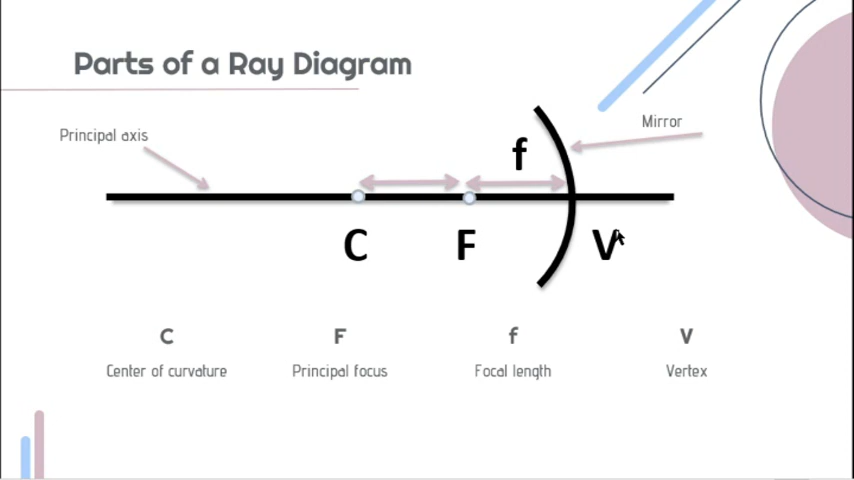 Parts of a Ray Diagram
Principal axis
Mirror
f
C
F
V
C
F
f
V
Center of curvature
Principal focus
Focal length
Vertex